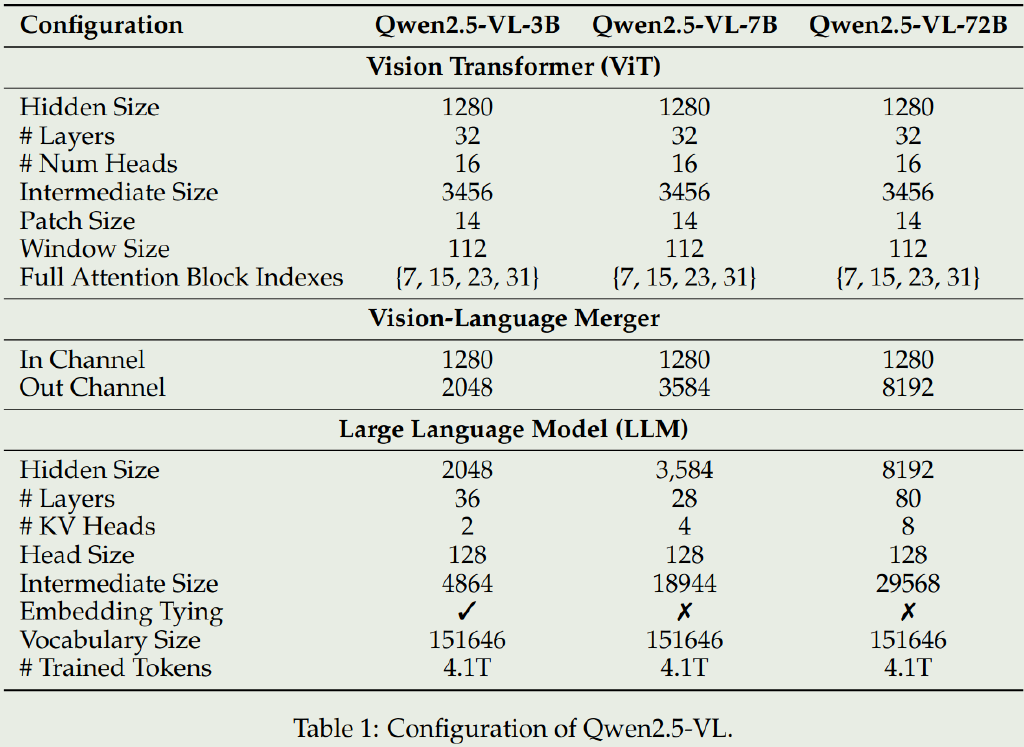 Configuration Qwen2.5-VL-3B Qwen2.5-VL-7B Qwen2.5-VL-72B
Vision Transformer (ViT)
Hidden Size 1280 1280 1280
# Layers 32 32 32
# Num Heads 16 16 16
Intermediate Size 3456 3456 3456
Patch Size 14 14 14
Window Size 112 112 112
Full Attention Block Indexes {7, 15, 23, 31} {7, 15, 23, 31} {7, 15, 23, 31}
Vision-Language Merger
In Channel 1280 1280 1280
Out Channel 2048 3584 8192
Large Language Model (LLM)
Hidden Size 2048 3,584 8192
# Layers 36 28 80
# KV Heads 2 4 8
Head Size 128 128 128
Intermediate Size 4864 18944 29568
Embedding Tying ✓ ✗ ✗
Vocabulary Size 151646 151646 151646
# Trained Tokens 4.1T 4.1T 4.1T
Table 1: Configuration of Qwen2.5-VL.